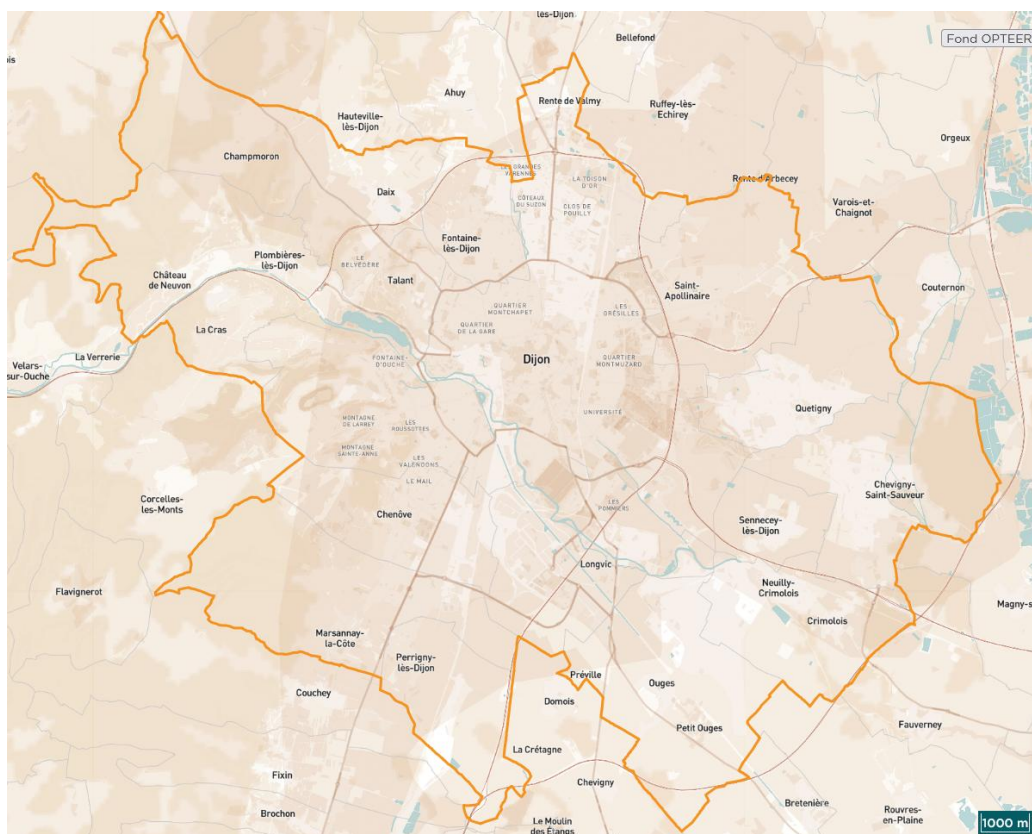 lès-Dijon
Bellefond
Fond OPTEER
ois
Ahuy
Rente de Valmy
Ruffey-lès-
Echirey
Hauteville-
lès-Dijon
Orgeux
Champmoron
LES GRANDES
VARENNES
LA TOISON
D'OR
Rente d'Arbecey
Daix
CÔTEAUX
DU SUZON
CLOS DE
POUILLY
Varois-et-
Chaignot
Fontaine-
lès-Dijon
Plombières-
lès-Dijon
LE
BELVÉDÈRE
Château
de Neuvon
Talant
Saint-
Apollinaire
Couternon
QUARTIER
MONTCHAPET
LES
GRÉSILLES
La Cras
QUARTIER
DE LA GARE
La Verrerie
Velars-
sur-Ouche
FONTAINE-
D'OUCHE
Dijon
QUARTIER
MONTMUZARD
Quetigny
UNIVERSITÉ
MONTAGNE
DE LARREY
LES
MONTAGNE
SAINTE-ANNE
LES
VALENDONS
LE MAIL
Chevigny-
Saint-Sauveur
Corcelles-
les-Monts
LES
POMMIERS
Chenôve
Sennecey-
lès-Dijon
Longvic
Flavignerot
Neuilly-
Crimolois
Magny-s
Crimolois
Marsannay-
la-Côte
Perrigny-
lès-Dijon
Préville
Ouges
Couchey
Domois
Petit Ouges
Fauverney
La Crétagne
Fixin
Chevigny
Bretenière
Brochon
Le Moulin
des Étangs
Rouvres-
en-Plaine
1000 m